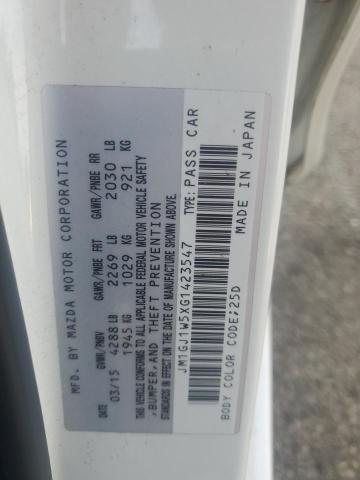 MFD. BY MAZDA MOTOR CORPORATION
DATE GVWR/PNBV GAWR/PNBE FRT GAWR/PNBE RR
03/15 4288 LB 2269 LB 2030 LB
4945 KG 1029 KG 921 KG
THIS VEHICLE CONFORMS TO ALL APPLICABLE FEDERAL MOTOR VEHICLE SAFETY
,BUMPER,AND THEFT PREVENTION
STANDARDS IN EFFECT ON THE DATE OF MANUFACTURE SHOWN ABOVE.
JM1GJ1W5XG1423547 TYPE: PASS CAR
BODY COLOR CODE;25D MADE IN JAPAN